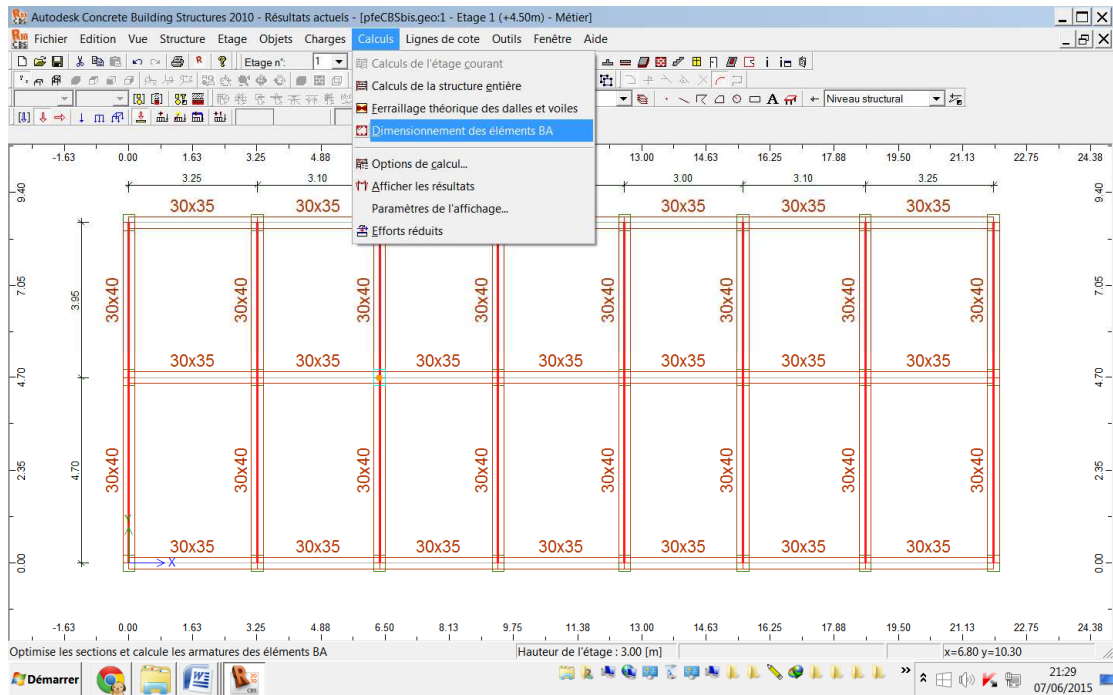 Autodesk Concrete Building Structures 2010 - Résultats actuels - [pfeCBSbis.geo:1 - Etage 1 (+4.50m) - Métier]
Fichier Edition Vue Structure Etage Objets Charges Calculs Lignes de cote Outils Fenêtre Aide
Etage n°: 1
Calculs de l'étage courant
Calculs de la structure entière
Ferraillage théorique des dalles et voiles
Niveau structural
Dimensionnement des éléments BA
Options de calcul...
Afficher les résultats
Paramètres de l'affichage...
Efforts réduits
-1.63 0.00 1.63 3.25 4.88 13.00 14.63 16.25 17.88 19.50 21.13 22.75 24.38
3.25 3.10 3.00 3.10 3.25
9.40 9.40
30x35 30x35 30x35 30x35 30x35
7.05 3.95 30x40 30x40 30x40 30x40 30x40 30x40 30x40 30x40 7.05
30x35 30x35 30x35 30x35 30x35 30x35 30x35
4.70 4.70
2.35 4.70 30x40 30x40 30x40 30x40 30x40 30x40 30x40 30x40 2.35
Y
30x35 30x35 30x35 30x35 30x35 30x35 30x35
0.00 X 0.00
-1.63 0.00 1.63 3.25 4.88 6.50 8.13 9.75 11.38 13.00 14.63 16.25 17.88 19.50 21.13 22.75 24.38
Optimise les sections et calcule les armatures des éléments BA
Hauteur de l'étage : 3.00 [m]
x=6.80 y=10.30
Démarrer
21:29
07/06/2015